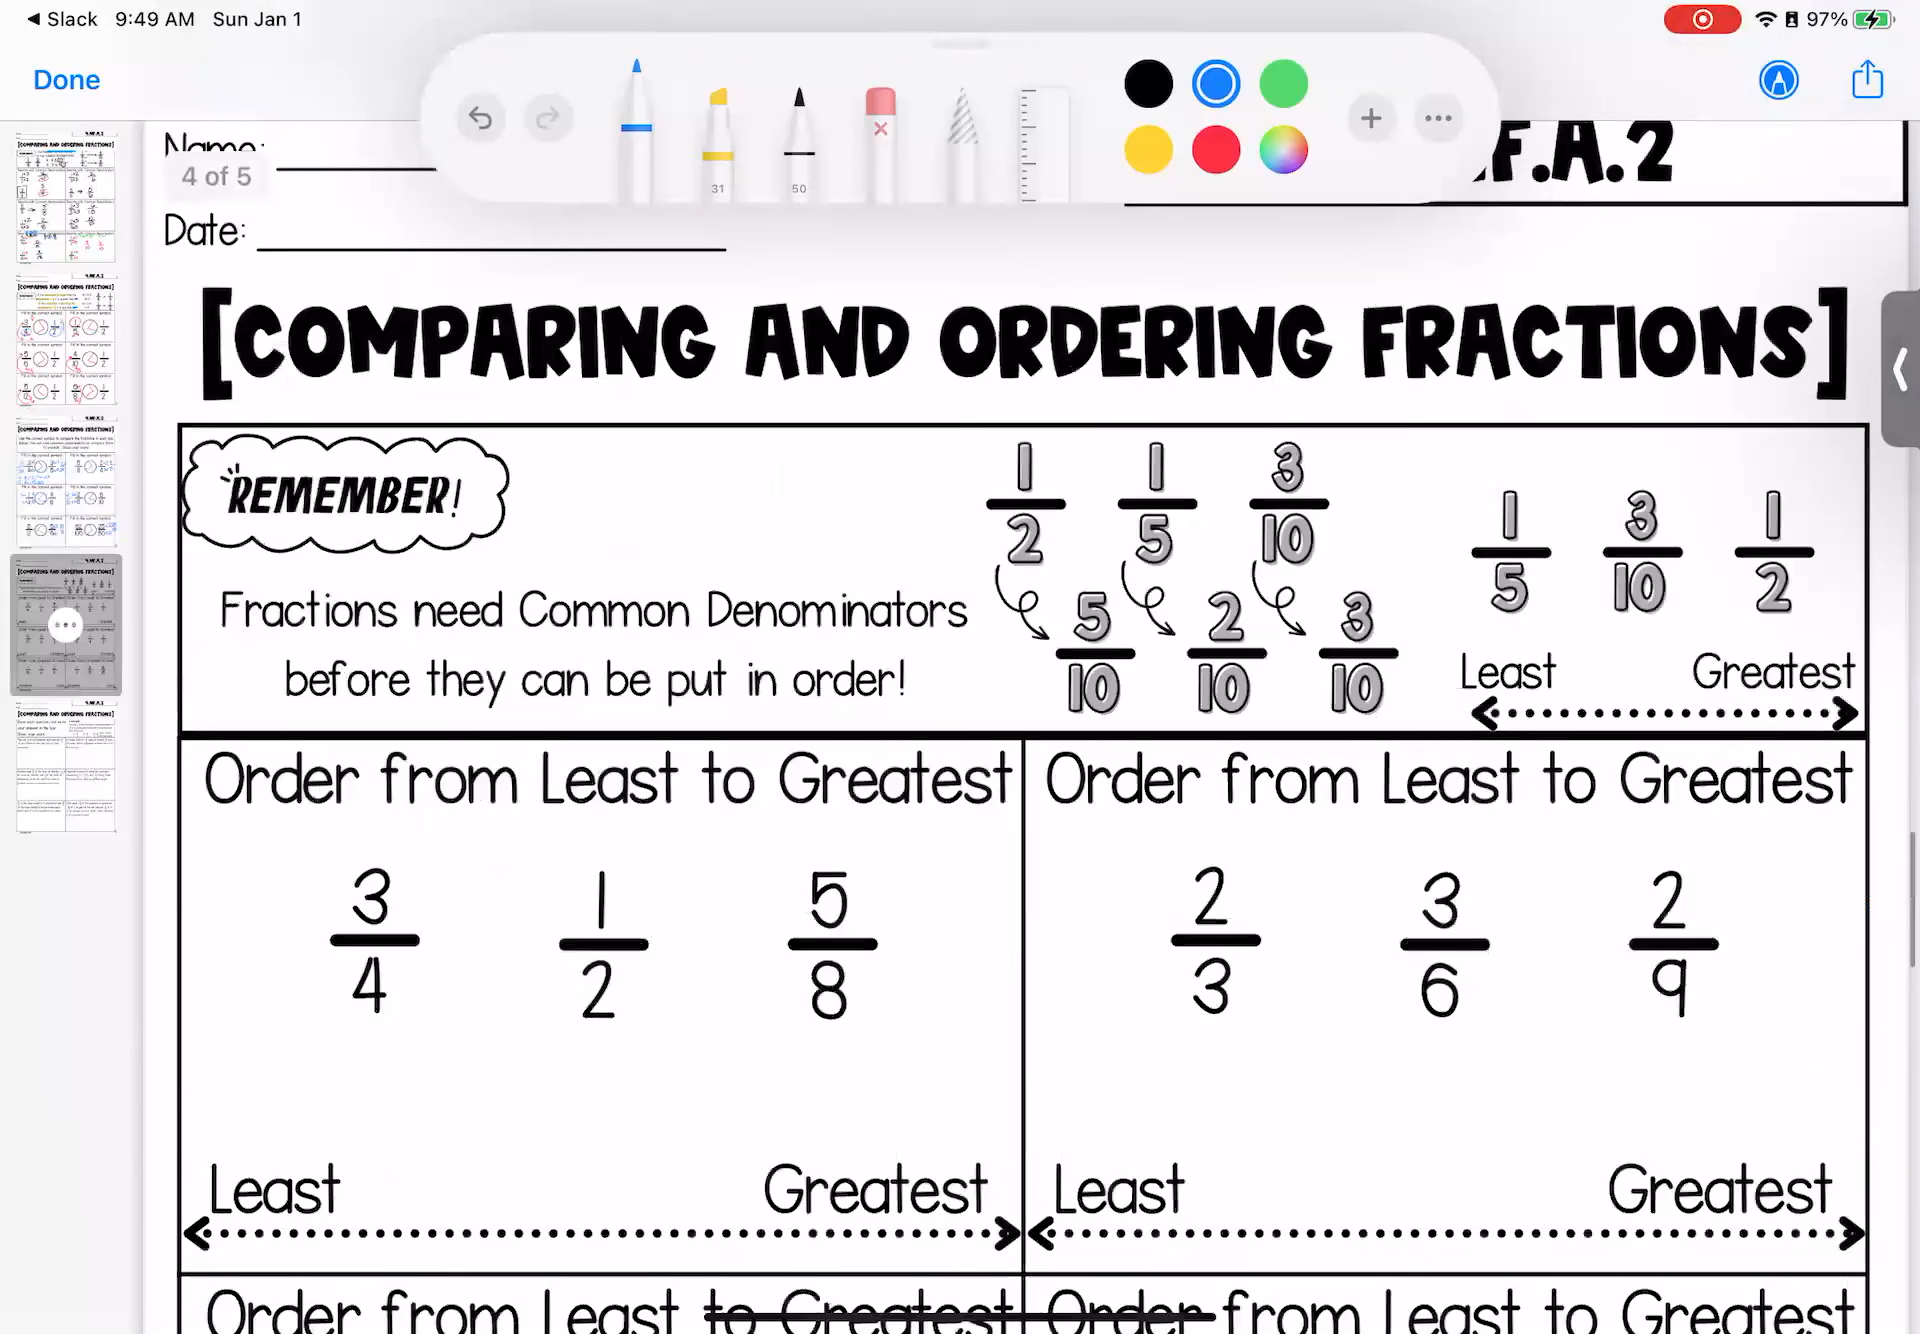 ◀ Slack 9:49 AM Sun Jan 1 97%
Done
31 50
Name:
4 of 5
.F.A.2
Date:
[COMPARING AND ORDERING FRACTIONS]
REMEMBER!
Fractions need Common Denominators
before they can be put in order!
1/2 1/5 3/10
5/10 2/10 3/10
1/5 3/10 1/2
Least Greatest
Order from Least to Greatest
3/4 1/2 5/8
Least Greatest
Order from Least to Greatest
2/3 3/6 2/9
Least Greatest
Order from Least to Greatest
Order from Least to Greatest